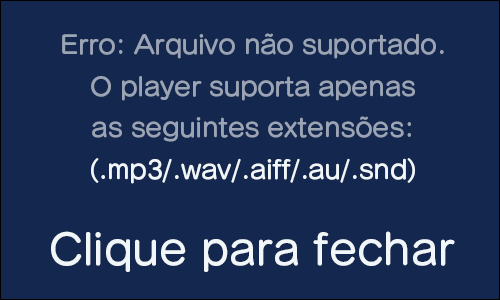 Erro: Arquivo não suportado.
O player suporta apenas
as seguintes extensões:
(.mp3/.wav/.aiff/.au/.snd)
Clique para fechar